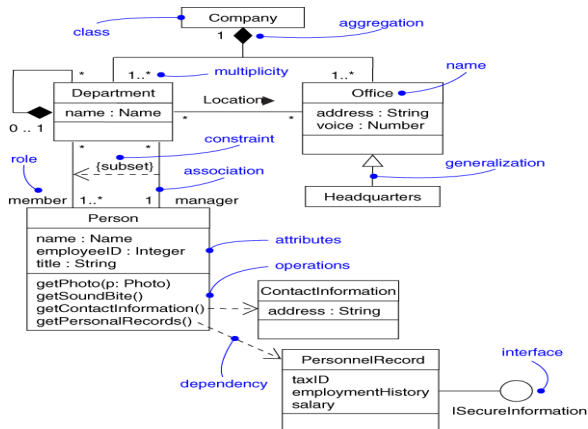 Company
class
1
aggregation
*
1..*
multiplicity
1..*
name
Department
Office
name : Name
Location
address : String
voice : Number
*
*
0 .. 1
*
*
constraint
role
{subset}
generalization
association
Headquarters
member
1..*
1
manager
Person
name : Name
employeeID : Integer
title : String
attributes
operations
getPhoto(p: Photo)
getSoundBite()
getContactInformation()
getPersonalRecords()
ContactInformation
address : String
dependency
PersonnelRecord
interface
taxID
employmentHistory
salary
ISecureInformation